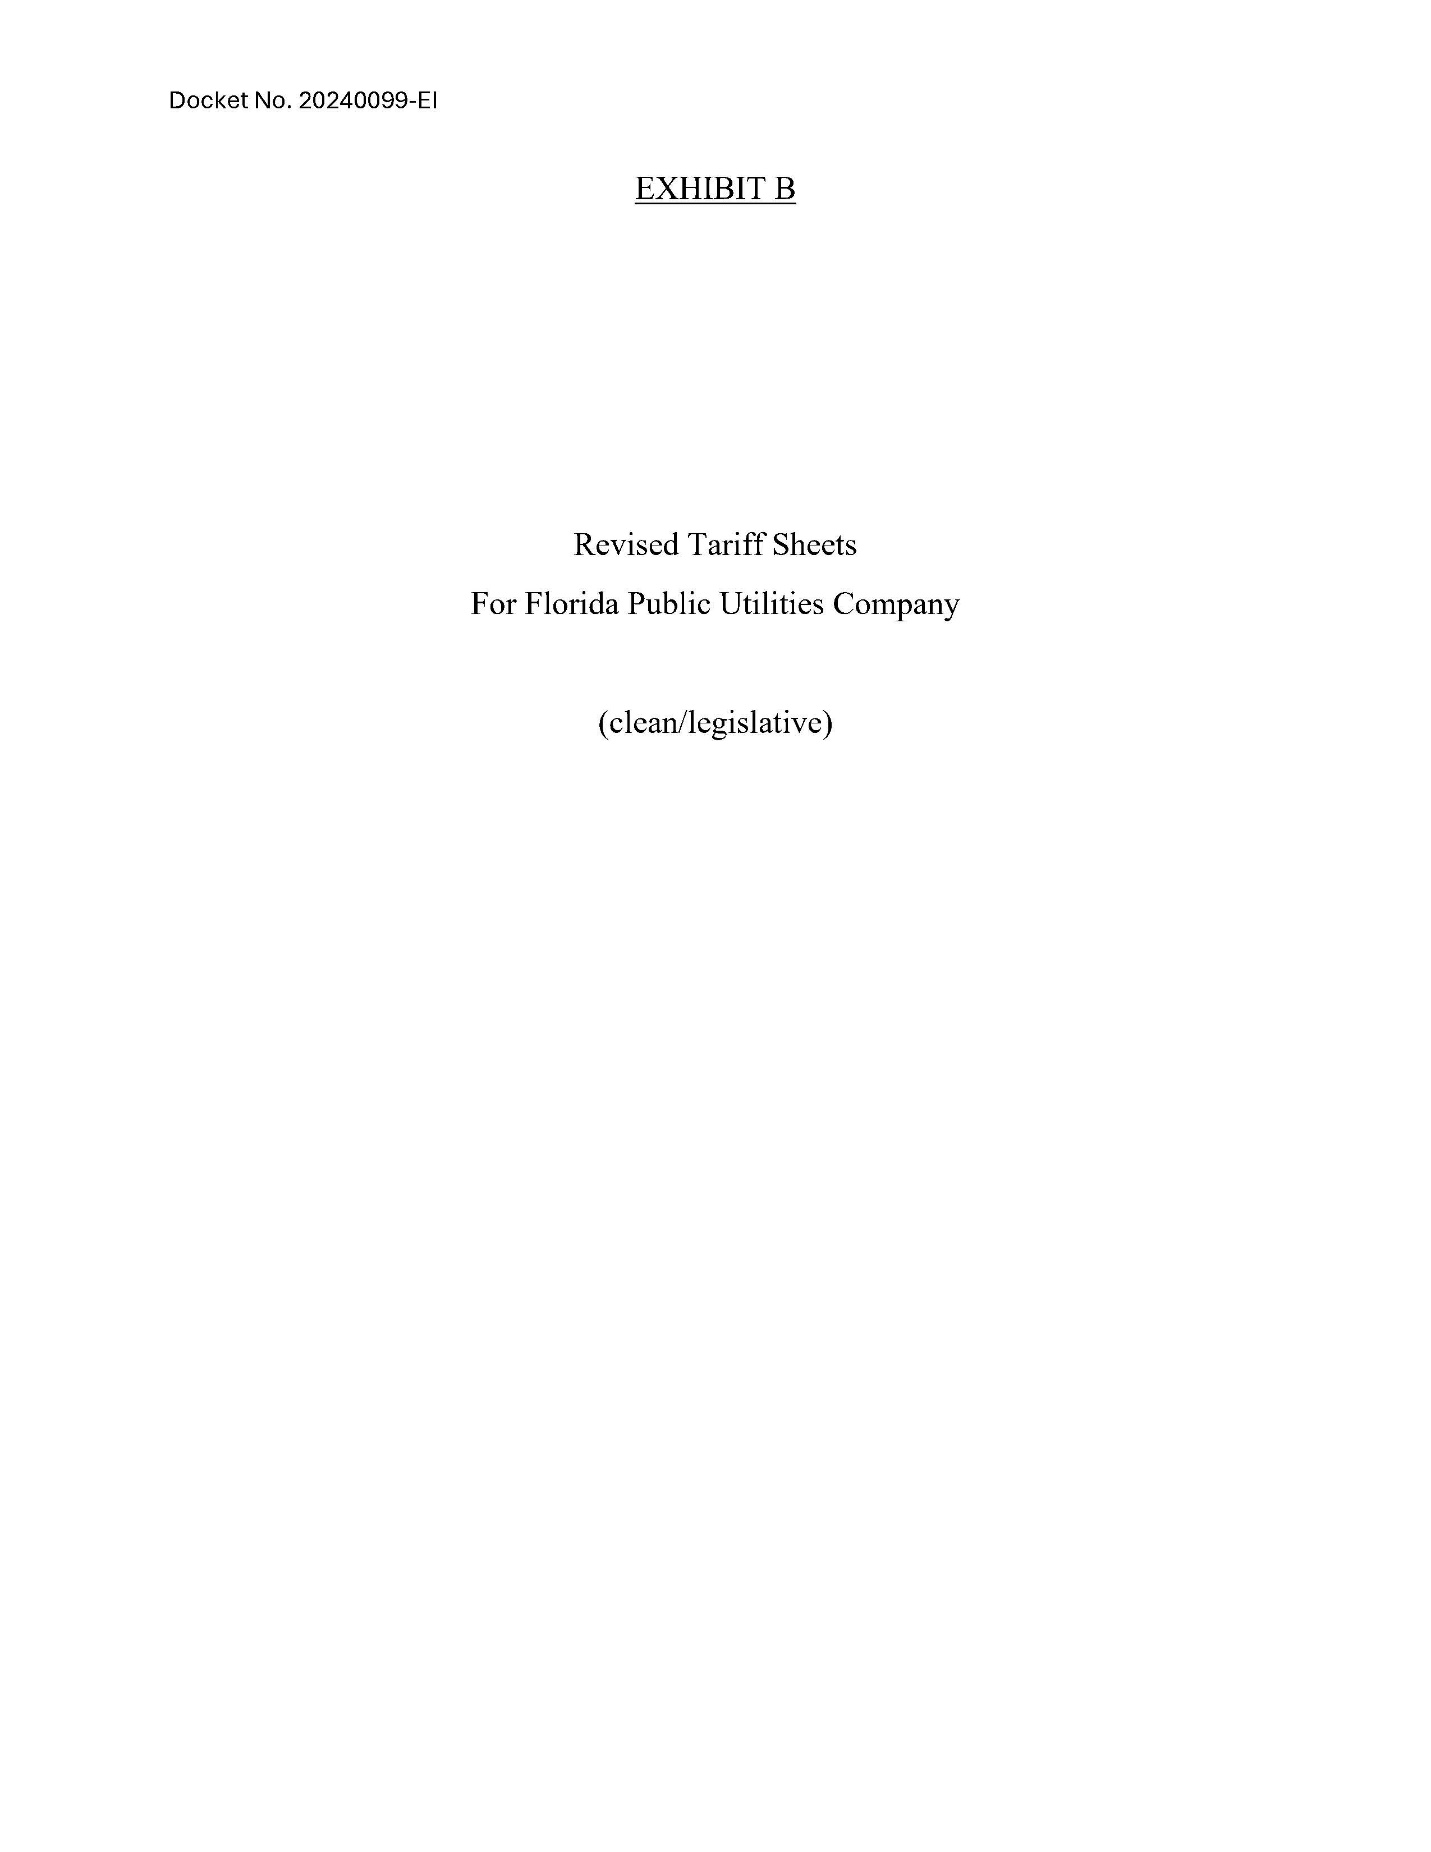 Docket No. 20240099-EI
EXHIBIT B
Revised Tariff Sheets
For Florida Public Utilities Company
(clean/legislative)